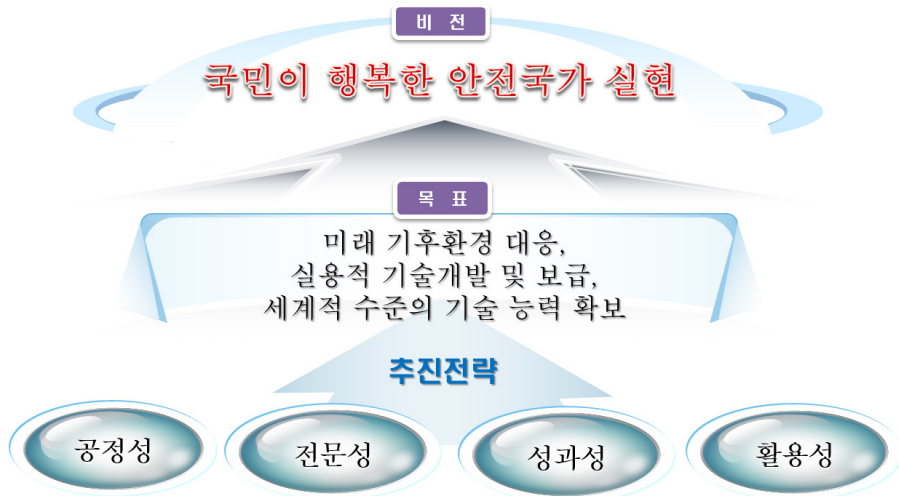 비 전
국민이 행복한 안전국가 실현
목 표
미래 기후환경 대응,
실용적 기술개발 및 보급,
세계적 수준의 기술 능력 확보
추진전략
공정성
전문성
성과성
활용성